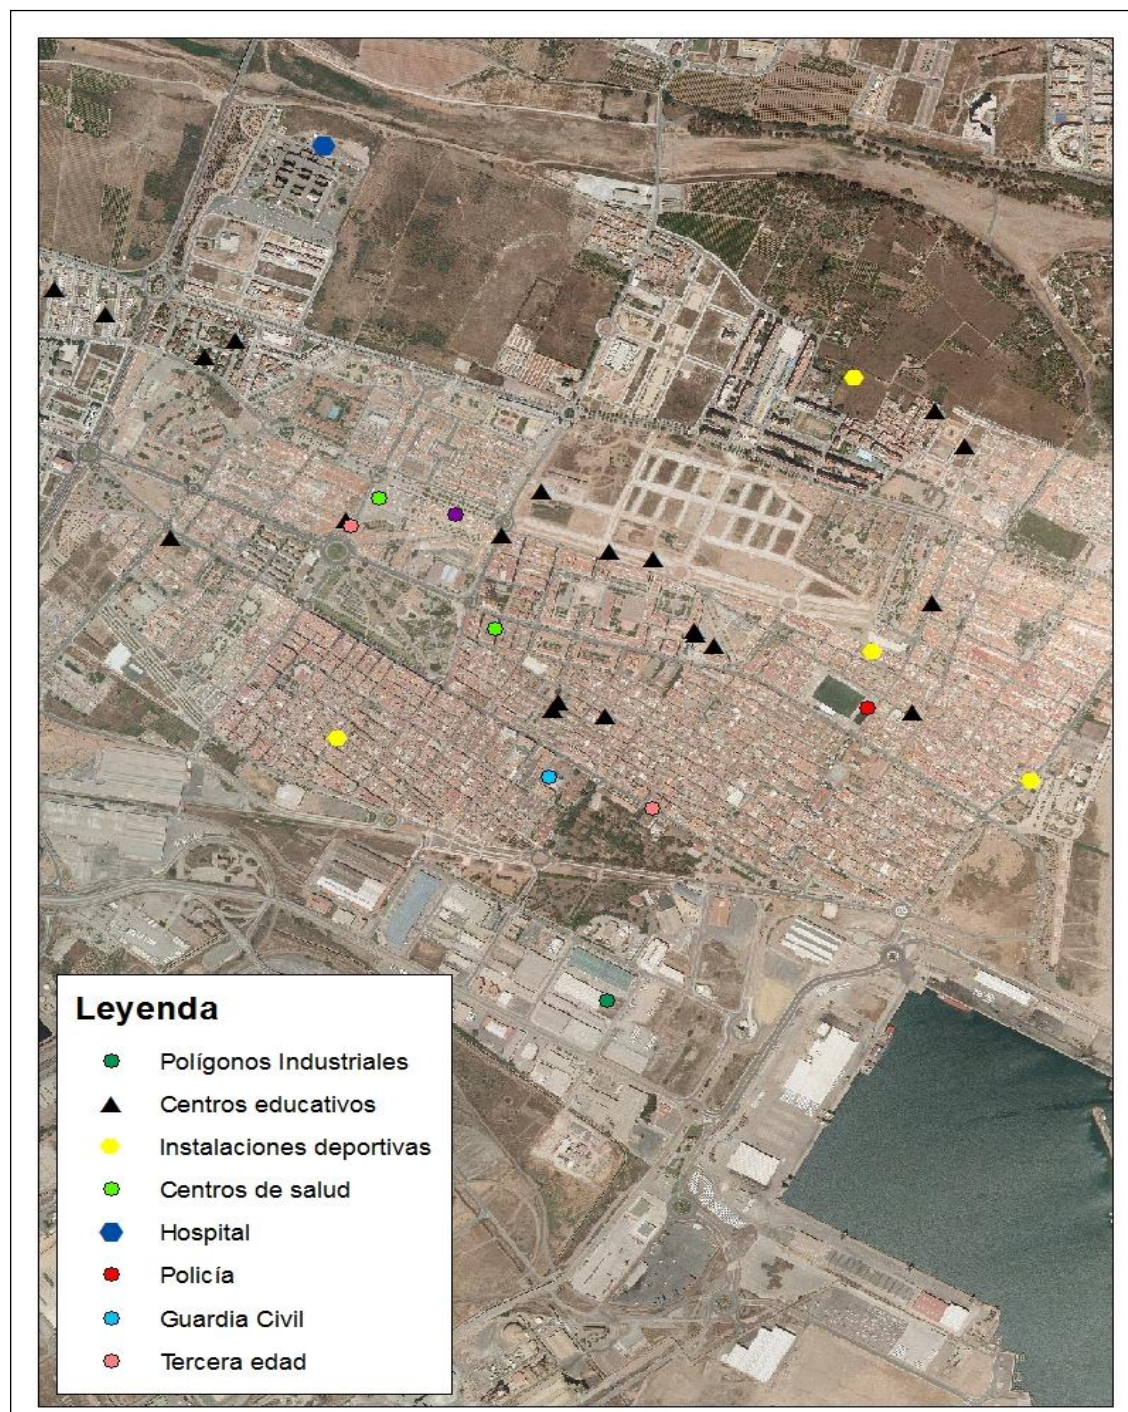 Leyenda
Polígonos Industriales
Centros educativos
Instalaciones deportivas
Centros de salud
Hospital
Policía
Guardia Civil
Tercera edad